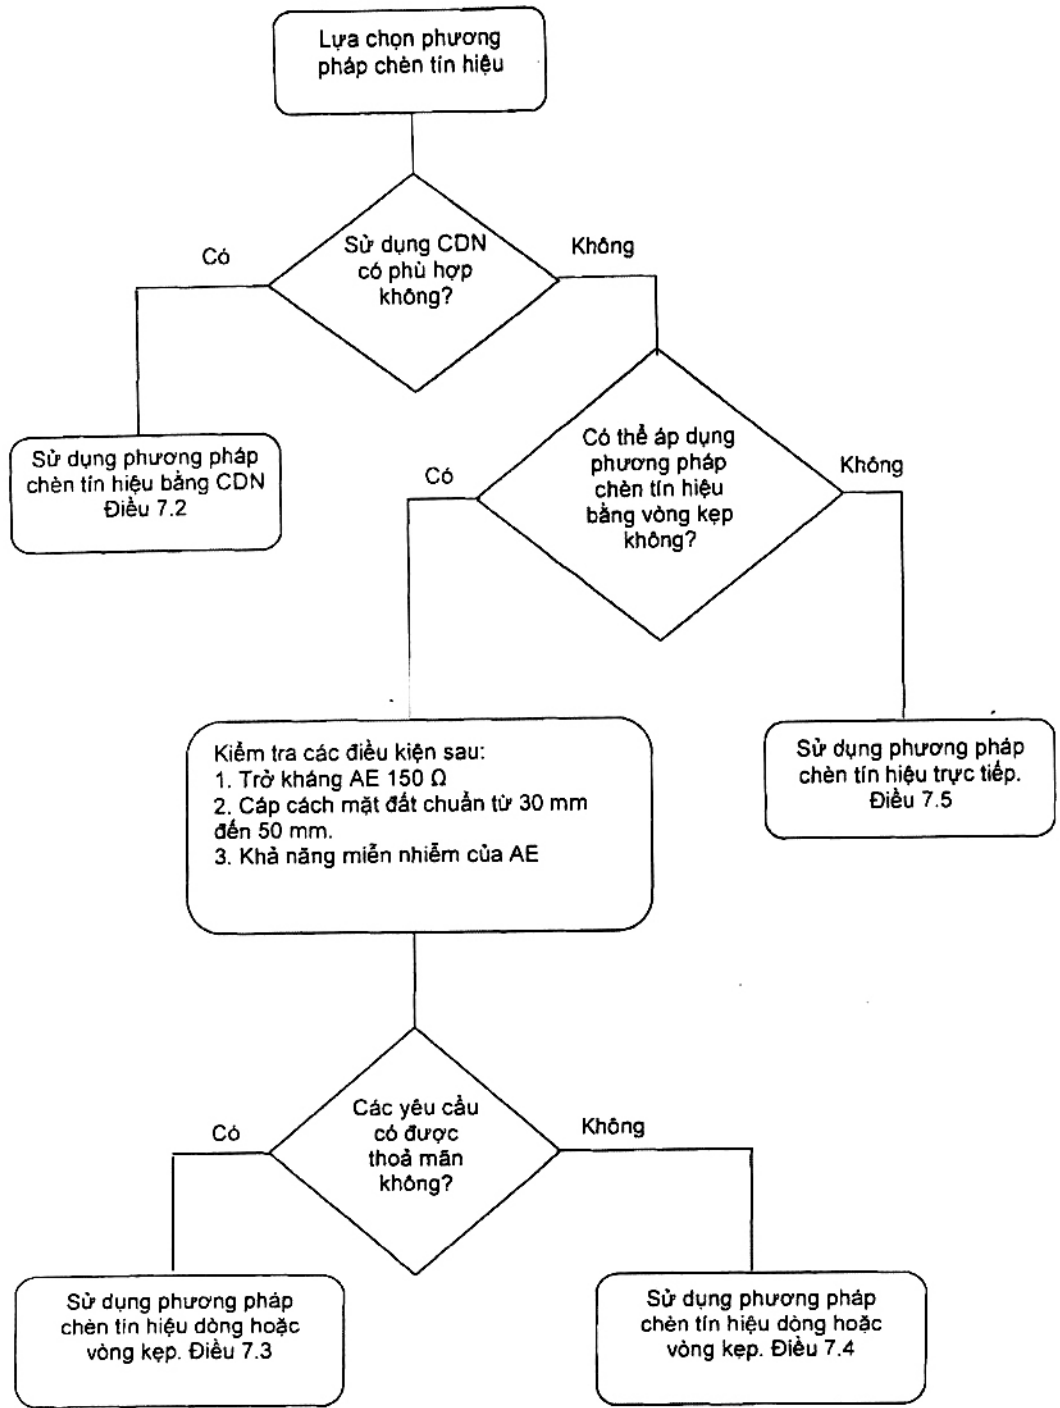 Lựa chọn phương
pháp chèn tín hiệu
Sử dụng CDN
có phù hợp
không?
Có
Không
Sử dụng phương pháp
chèn tín hiệu bằng CDN
Điều 7.2
Có thể áp dụng
phương pháp
chèn tín hiệu
bằng vòng kẹp
không?
Có
Không
Kiểm tra các điều kiện sau:
1. Trở kháng AE 150 Ω
2. Cáp cách mặt đất chuẩn từ 30 mm
đến 50 mm.
3. Khả năng miễn nhiễm của AE
Sử dụng phương pháp
chèn tín hiệu trực tiếp.
Điều 7.5
Các yêu cầu
có được
thoả mãn
không?
Có
Không
Sử dụng phương pháp
chèn tín hiệu dòng hoặc
vòng kẹp. Điều 7.3
Sử dụng phương pháp
chèn tín hiệu dòng hoặc
vòng kẹp. Điều 7.4